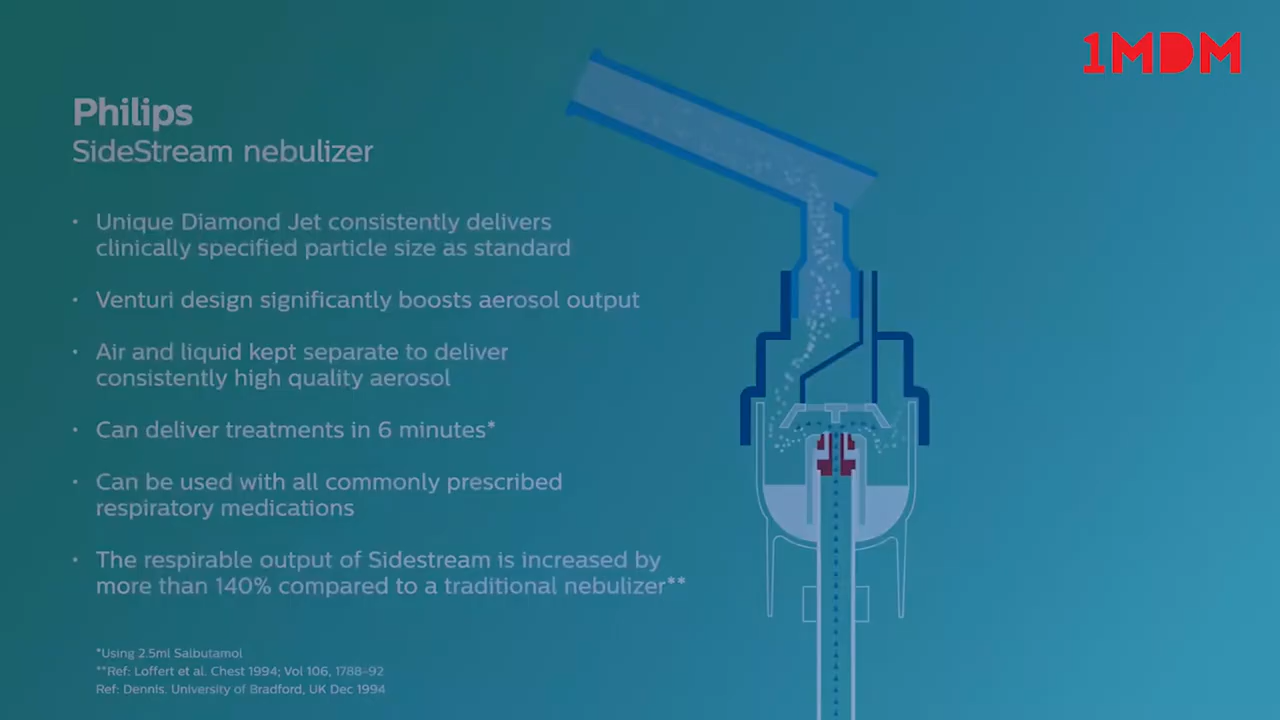 1MDM
Philips
SideStream nebulizer
• Unique Diamond Jet consistently delivers
clinically specified particle size as standard
• Venturi design significantly boosts aerosol output
• Air and liquid kept separate to deliver
consistently high quality aerosol
• Can deliver treatments in 6 minutes*
• Can be used with all commonly prescribed
respiratory medications
• The respirable output of Sidestream is increased by
more than 140% compared to a traditional nebulizer**
*Using 2.5ml Salbutamol
**Ref: Loffert et al. Chest 1994; Vol 106, 1788-92
Ref: Dennis. University of Bradford, UK Dec 1994